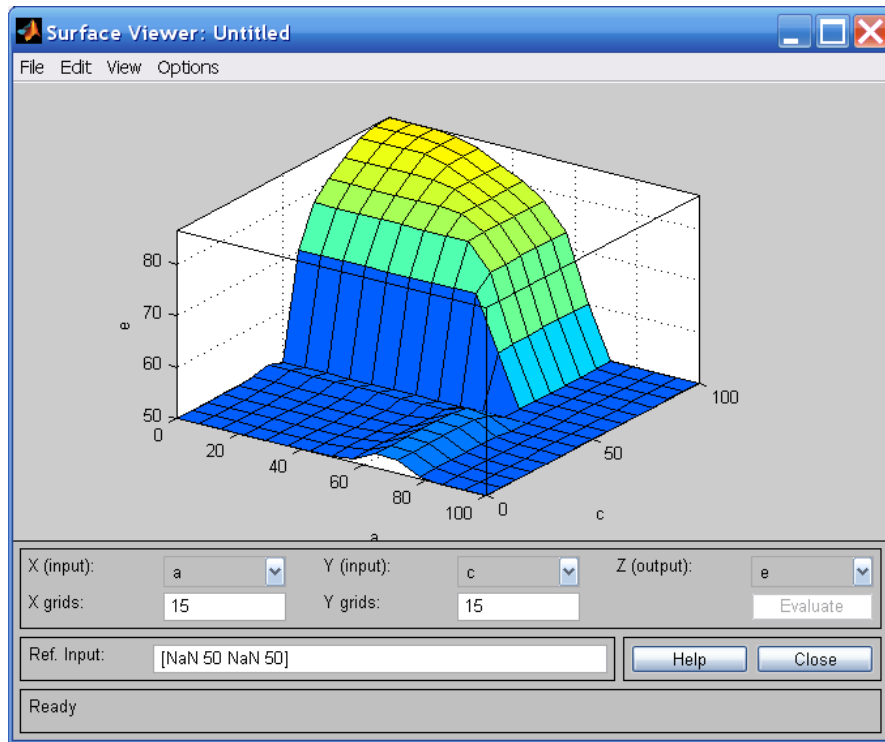 Surface Viewer: Untitled
File Edit View Options
80
70
60
50
e
0
20
40
60
80
100
a
0
50
100
c
X (input): a Y (input): c Z (output): e
X grids: 15 Y grids: 15 Evaluate
Ref. Input: [NaN 50 NaN 50] Help Close
Ready